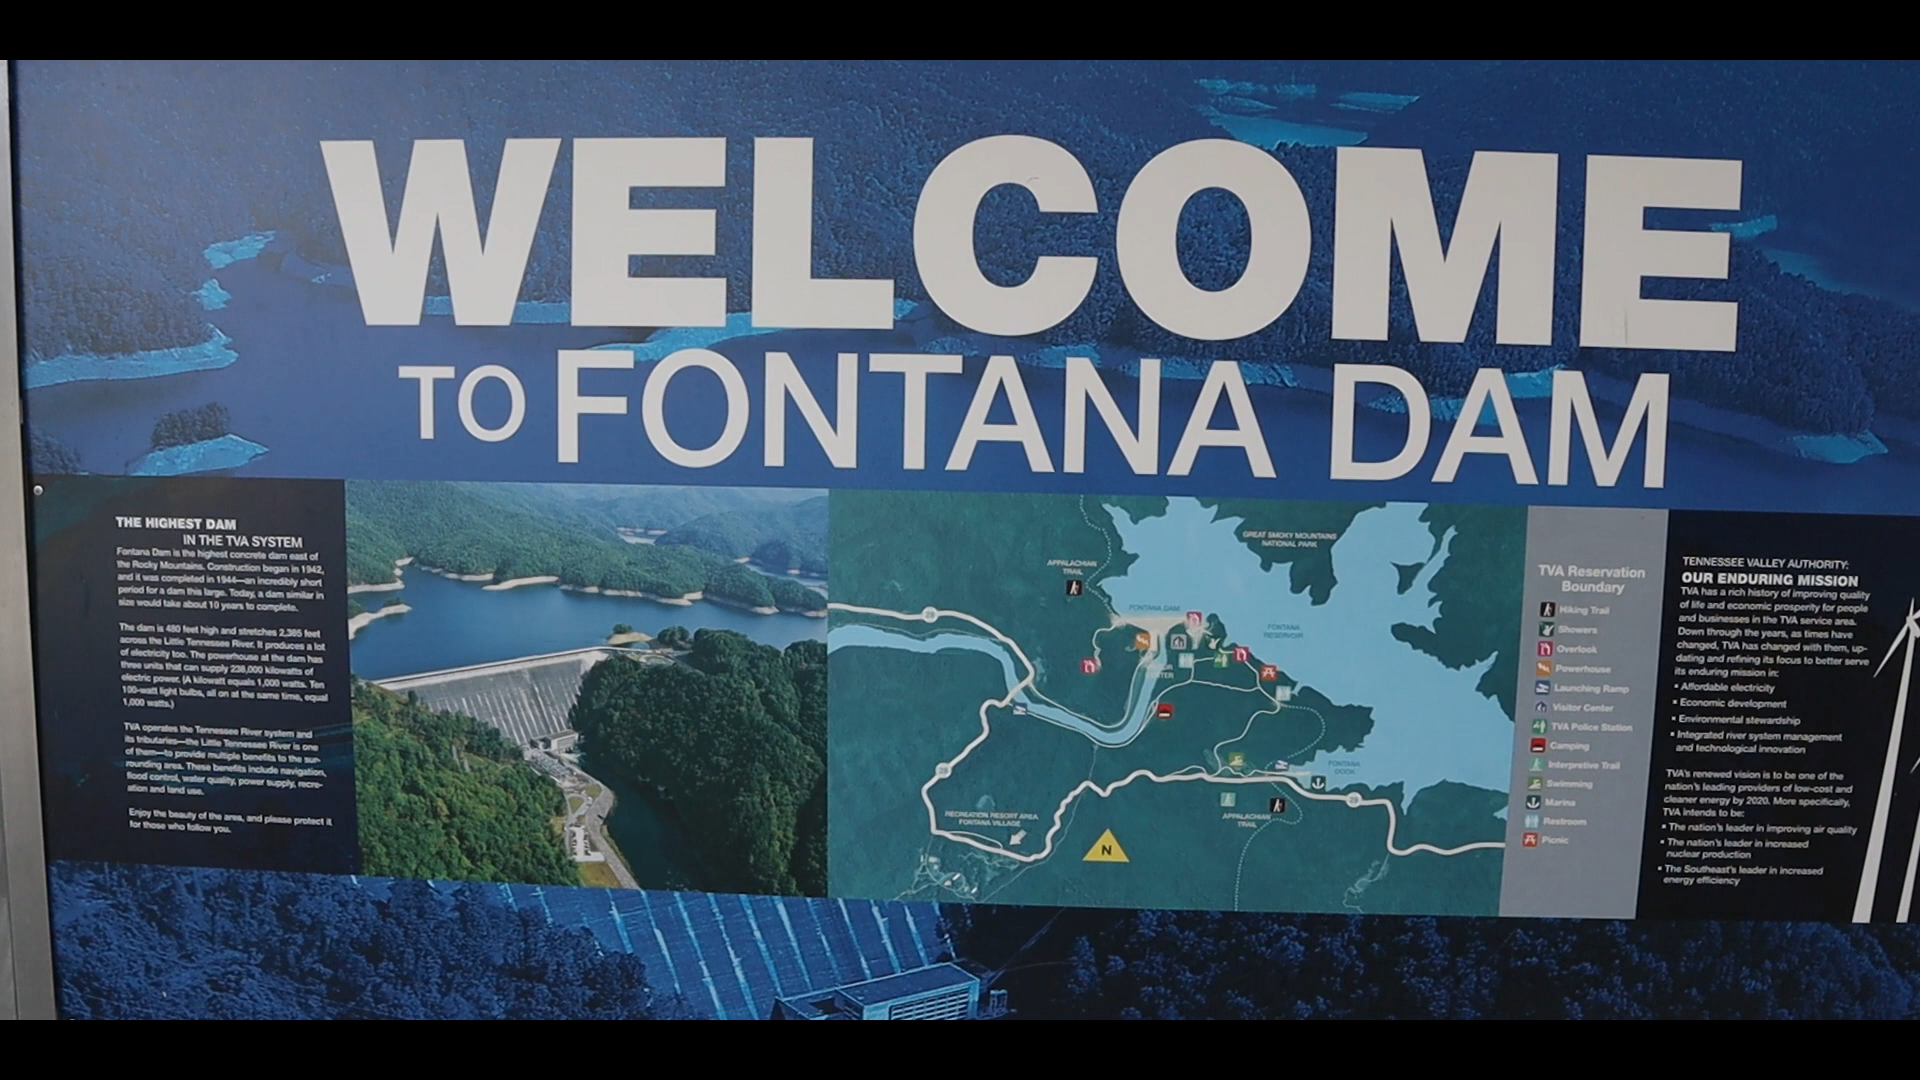 WELCOME
TO FONTANA DAM
THE HIGHEST DAM
IN THE TVA SYSTEM
Fontana Dam is the highest concrete dam east of
the Rocky Mountains. Construction began in 1942,
and it was completed in 1944—an incredibly short
period for a dam this large. Today, a dam similar in
size would take about 10 years to complete.
The dam is 480 feet high and stretches 2,365 feet
across the Little Tennessee River. It produces a lot
of electricity too. The powerhouse at the dam has
three units that can supply 238,000 kilowatts of
electric power. (A kilowatt equals 1,000 watts. Ten
100-watt light bulbs, all on at the same time, equal
1,000 watts.)
TVA operates the Tennessee River system and
its tributaries—the Little Tennessee River is one
of them—to provide multiple benefits to the sur-
rounding area. These benefits include navigation,
flood control, water quality, power supply, recre-
ation and land use.
Enjoy the beauty of the area, and please protect it
for those who follow you.
GREAT SMOKY MOUNTAINS
NATIONAL PARK
APPALACHIAN
TRAIL
28
FONTANA DAM
FONTANA
RESERVOIR
28
FONTANA
DOCK
28
RECREATION RESORT AREA
FONTANA VILLAGE
APPALACHIAN
TRAIL
N
TVA Reservation
Boundary
Hiking Trail
Showers
Overlook
Powerhouse
Launching Ramp
Visitor Center
TVA Police Station
Camping
Interpretive Trail
Swimming
Marina
Restroom
Picnic
TENNESSEE VALLEY AUTHORITY:
OUR ENDURING MISSION
TVA has a rich history of improving quality
of life and economic prosperity for people
and businesses in the TVA service area.
Down through the years, as times have
changed, TVA has changed with them, up-
dating and refining its focus to better serve
its enduring mission in:
▪ Affordable electricity
▪ Economic development
▪ Environmental stewardship
▪ Integrated river system management
and technological innovation
TVA's renewed vision is to be one of the
nation's leading providers of low-cost and
cleaner energy by 2020. More specifically,
TVA intends to be:
▪ The nation's leader in improving air quality
▪ The nation's leader in increased
nuclear production
▪ The Southeast's leader in increased
energy efficiency